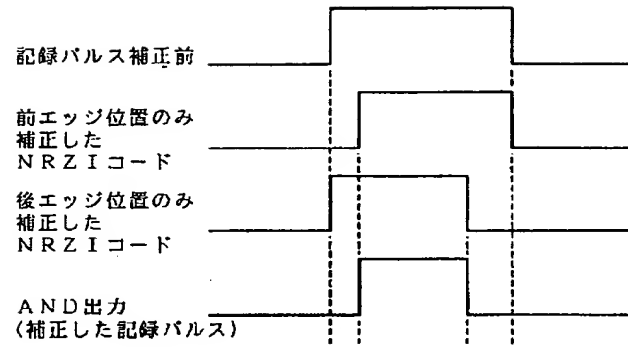 記録パルス補正前
前エッジ位置のみ
補正した
ＮＲＺＩコード
後エッジ位置のみ
補正した
ＮＲＺＩコード
ＡＮＤ出力
(補正した記録パルス)